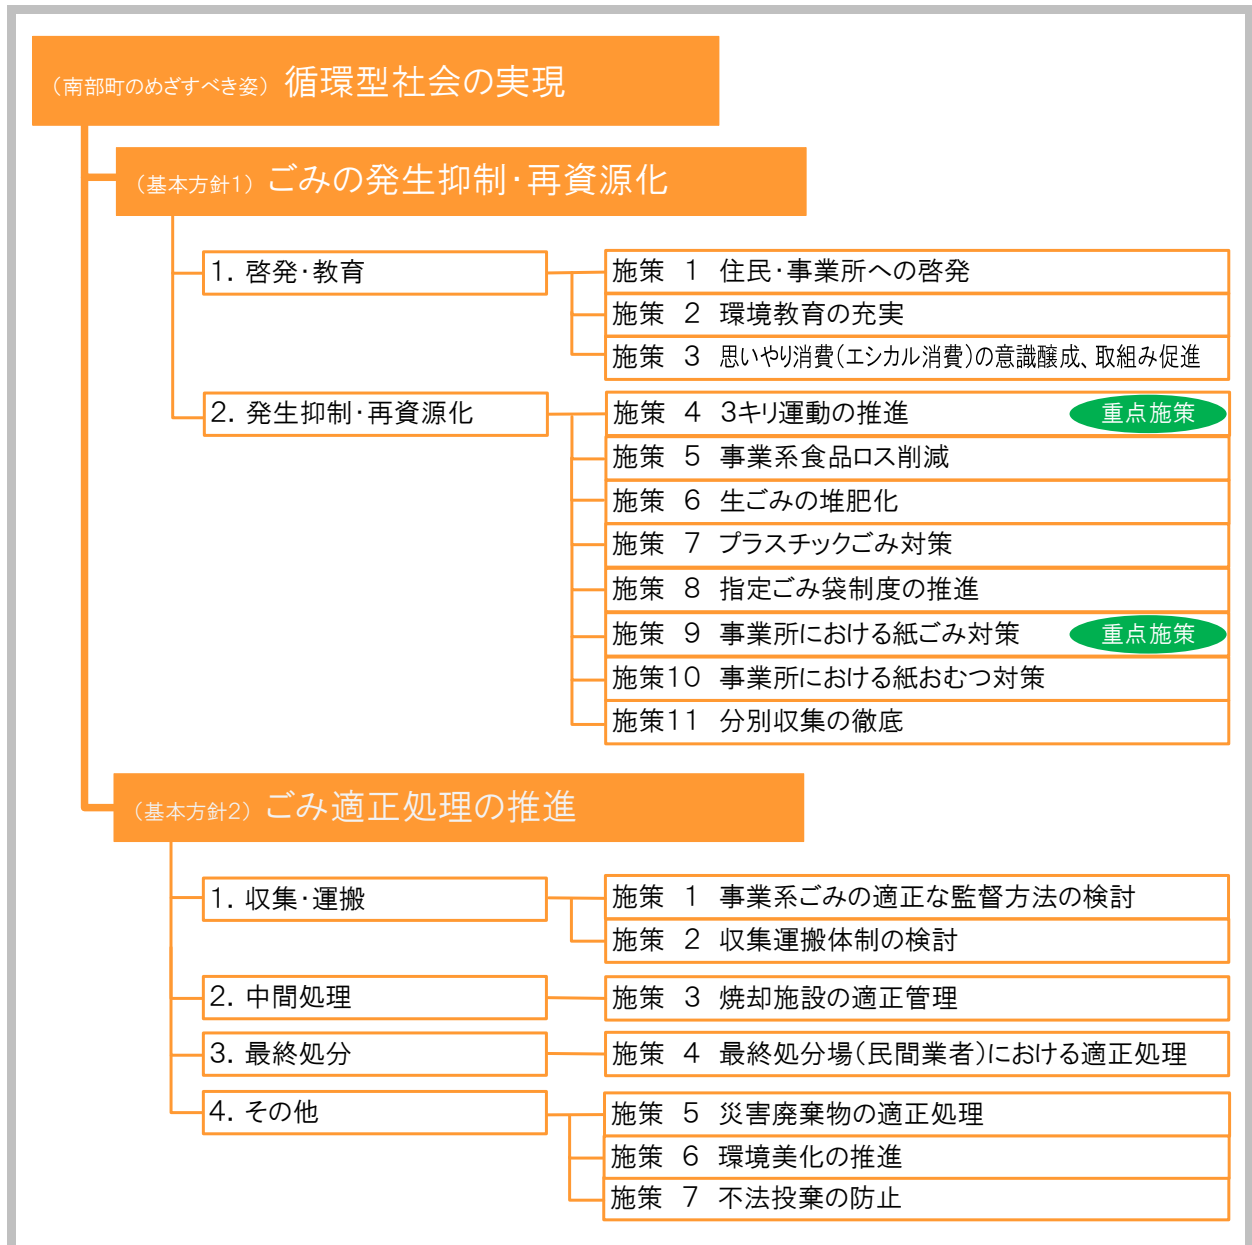 （南部町のめざすべき姿）循環型社会の実現
（基本方針1）ごみの発生抑制・再資源化
1．啓発・教育
施策　1　住民・事業所への啓発
施策　2　環境教育の充実
施策　3　思いやり消費（エシカル消費）の意識醸成、取組み促進
2．発生抑制・再資源化
施策　4　3キリ運動の推進　重点施策
施策　5　事業系食品ロス削減
施策　6　生ごみの堆肥化
施策　7　プラスチックごみ対策
施策　8　指定ごみ袋制度の推進
施策　9　事業所における紙ごみ対策　重点施策
施策10　事業所における紙おむつ対策
施策11　分別収集の徹底
（基本方針2）ごみ適正処理の推進
1．収集・運搬
施策　1　事業系ごみの適正な監督方法の検討
施策　2　収集運搬体制の検討
2．中間処理
施策　3　焼却施設の適正管理
3．最終処分
施策　4　最終処分場（民間業者）における適正処理
4．その他
施策　5　災害廃棄物の適正処理
施策　6　環境美化の推進
施策　7　不法投棄の防止